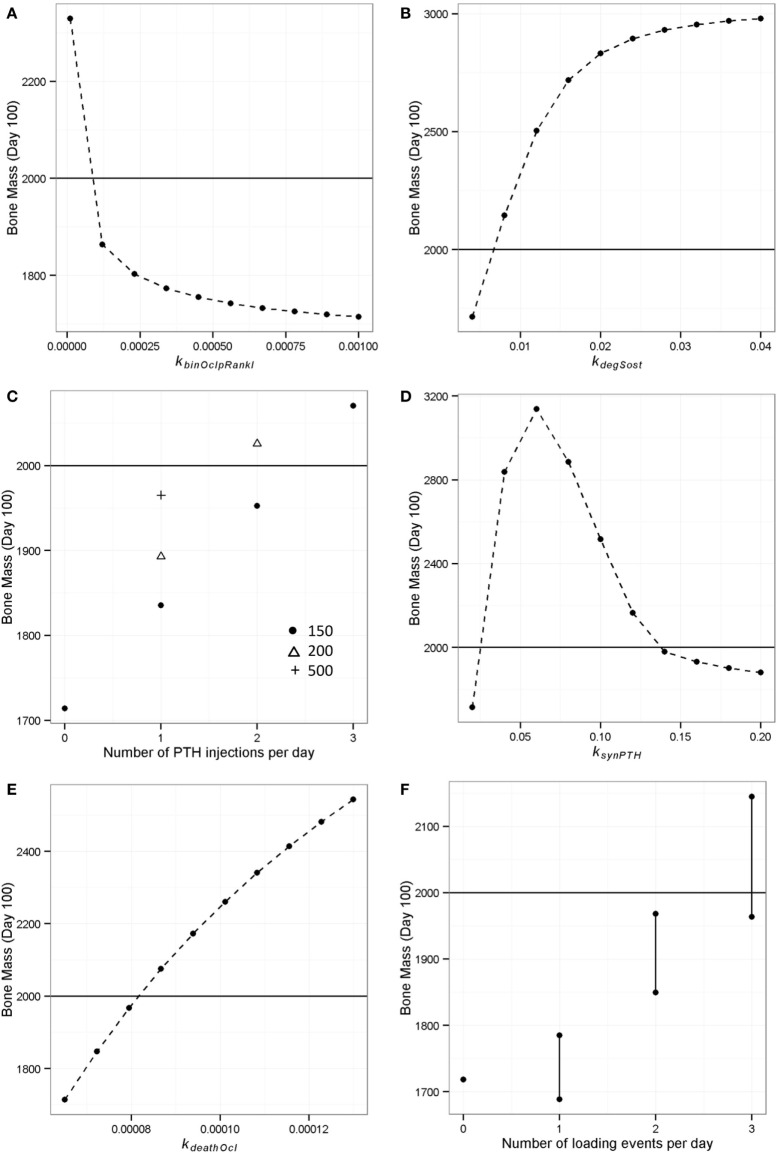 A
Bone Mass (Day 100)
2200
2000
1800
0.00000 0.00025 0.00050 0.00075 0.00100
k binOclpRankl
B
Bone Mass (Day 100)
3000
2500
2000
0.01 0.02 0.03 0.04
k degSost
C
Bone Mass (Day 100)
2000
1900
1800
1700
150
200
500
0 1 2 3
Number of PTH injections per day
D
Bone Mass (Day 100)
3200
2800
2400
2000
0.05 0.10 0.15 0.20
k synPTH
E
Bone Mass (Day 100)
2400
2200
2000
1800
0.00008 0.00010 0.00012
k deathOcl
F
Bone Mass (Day 100)
2100
2000
1900
1800
1700
0 1 2 3
Number of loading events per day